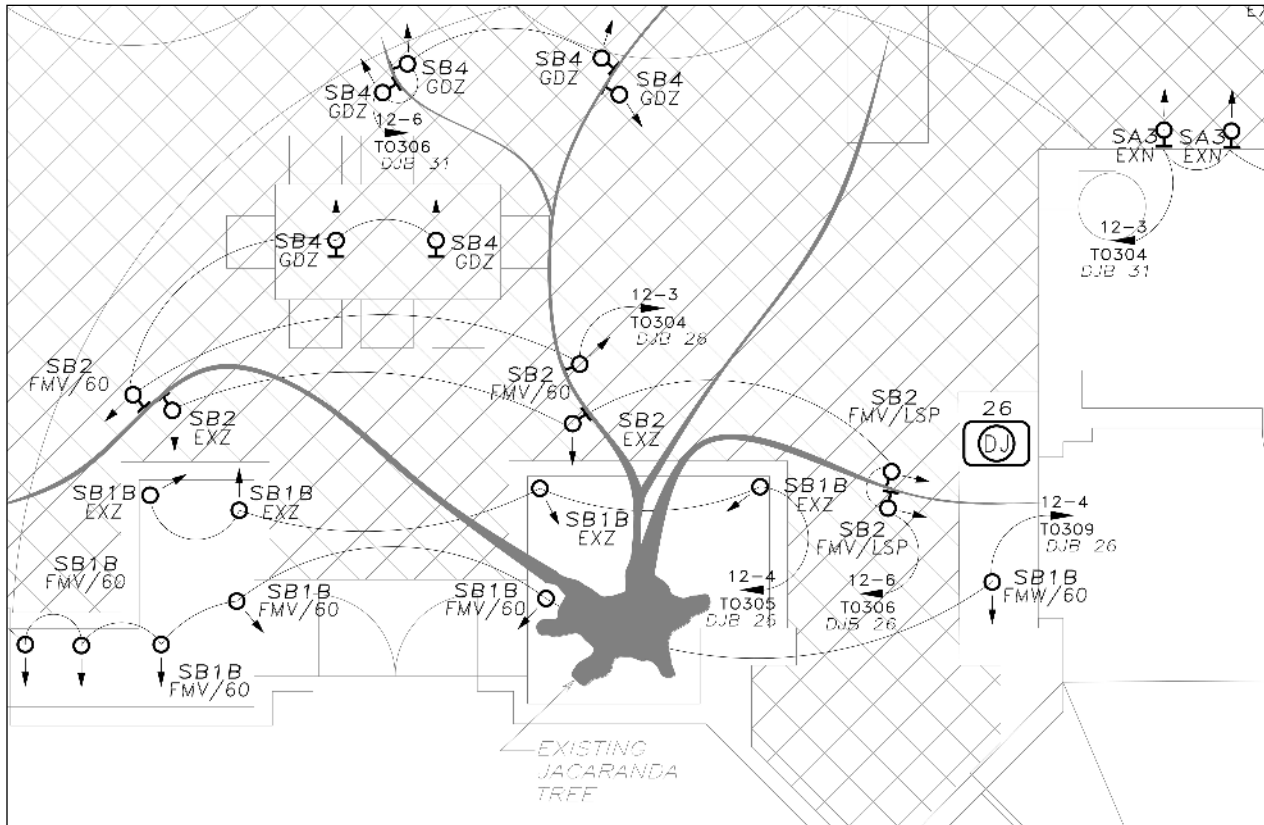 SB4
GDZ
SB4
GDZ
SB4
GDZ
SB4
GDZ
12-6
T0306
DJB 31
SA3
EXN
SA3
EXN
SB4
GDZ
SB4
GDZ
12-3
T0304
DJB 31
12-3
T0304
DJB 26
SB2
FMV/60
SB2
EXZ
SB2
FMV/60
SB2
EXZ
SB2
FMV/LSP
26
DJ
SB1B
EXZ
SB1B
EXZ
SB1B
EXZ
SB1B
EXZ
SB2
FMV/LSP
12-4
T0309
DJB 26
SB1B
FMV/60
SB1B
FMV/60
SB1B
FMV/60
12-4
T0305
DJB 26
12-6
T0306
DJB 26
SB1B
FMW/60
SB1B
FMV/60
EXISTING
JACARANDA
TREE